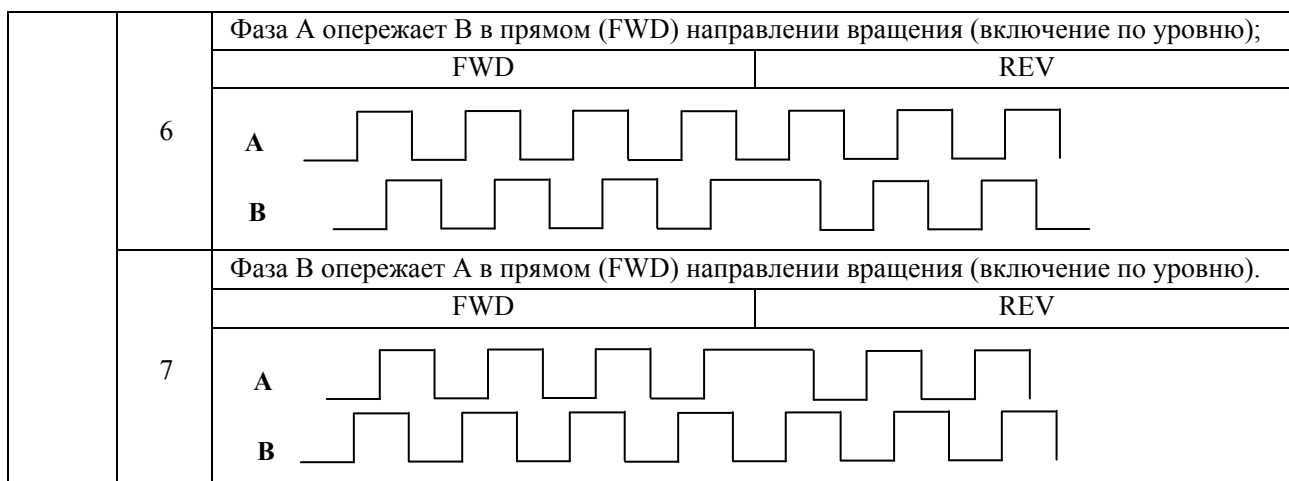 Фаза A опережает B в прямом (FWD) направлении вращения (включение по уровню);
FWD REV
6
A
B
Фаза B опережает A в прямом (FWD) направлении вращения (включение по уровню).
FWD REV
7
A
B